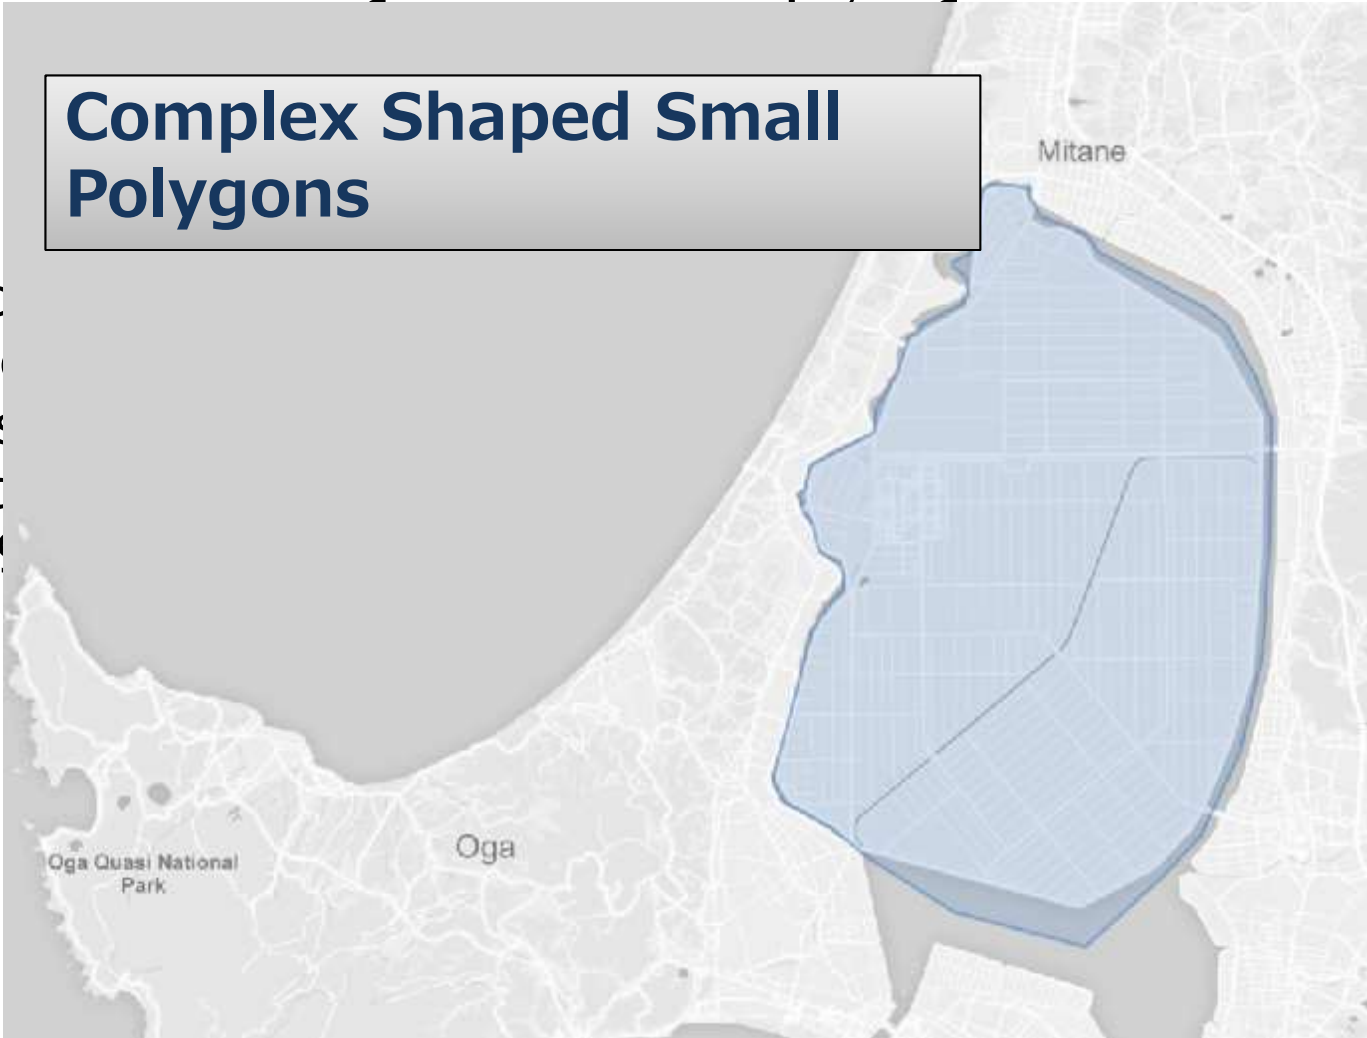 Complex Shaped Small
Polygons
Mitane
Oga
Oga Quasi National
Park